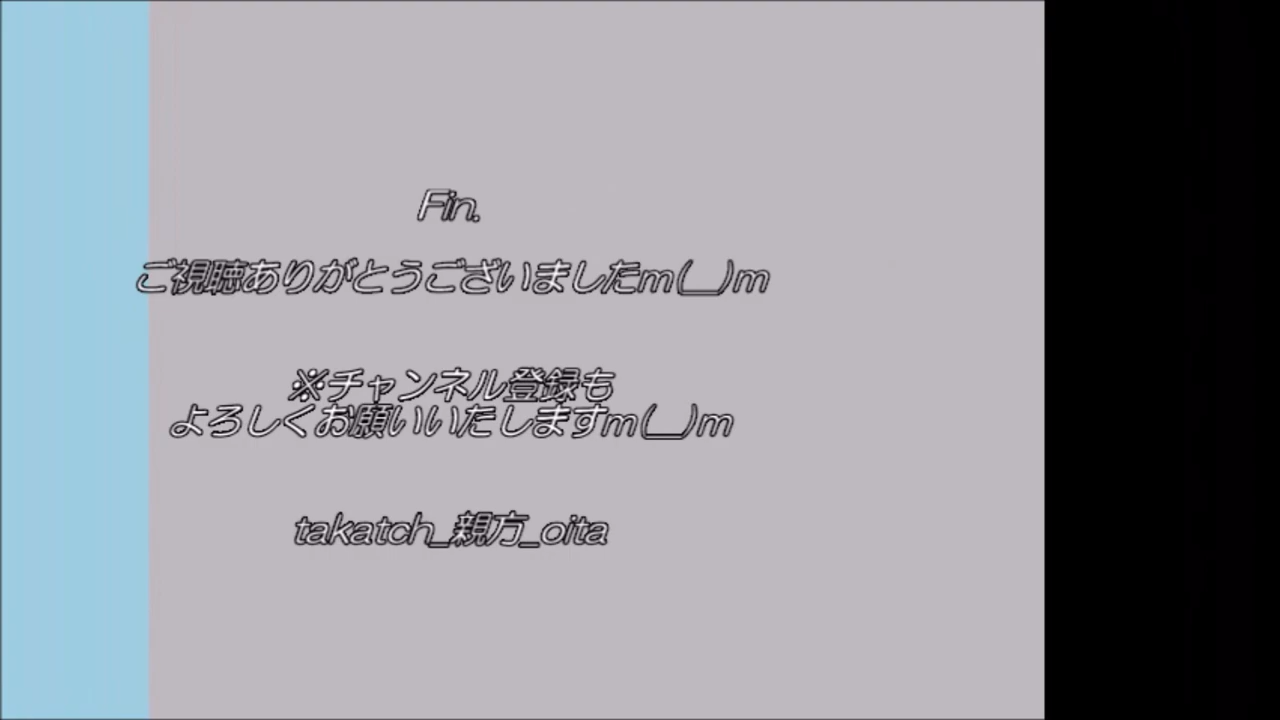 Fin.
ご視聴ありがとうございましたm(__)m
※チャンネル登録も
よろしくお願いいたしますm(__)m
takatch_親方_oita